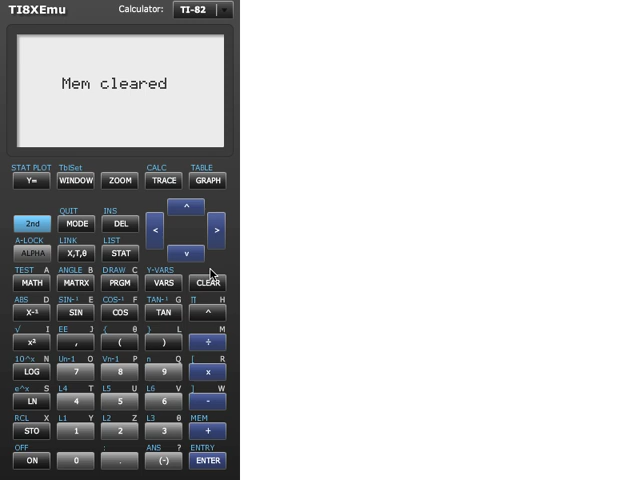 TI8XEmu Calculator: TI-82
Mem cleared
STAT PLOT TblSet CALC TABLE
Y= WINDOW ZOOM TRACE GRAPH
^
QUIT INS
2nd MODE DEL < >
A-LOCK LINK LIST
ALPHA X,T,θ STAT v
TEST A ANGLE B DRAW C Y-VARS
MATH MATRX PRGM VARS CLEAR
ABS D SIN⁻¹ E COS⁻¹ F TAN⁻¹ G Π H
X-1 SIN COS TAN ^
√ I EE J { θ } L M
x² , ( ) ÷
10^x N Un-1 O Vn-1 P n Q [ R
LOG 7 8 9 x
e^x S L4 T L5 U L6 V ] W
LN 4 5 6 -
RCL X L1 Y L2 Z L3 θ MEM
STO 1 2 3 +
OFF : ANS ? ENTRY
ON 0 . (-) ENTER